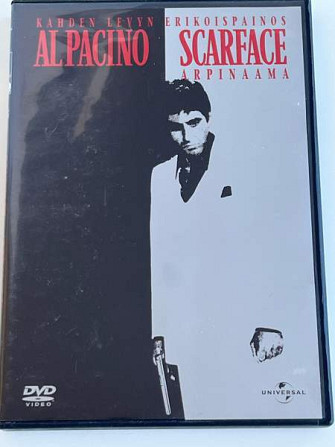 KAHDEN LEVYN ERIKOISPAINOS
AL PACINO SCARFACE
ARPINAAMA
DVD
VIDEO
UNIVERSAL